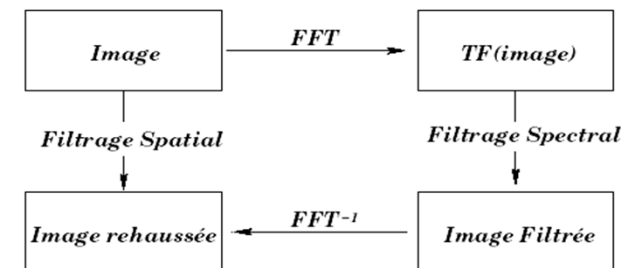 FFT
Image
TF(image)
Filtrage Spatial
Filtrage Spectral
FFT⁻¹
Image rehaussée
Image Filtrée